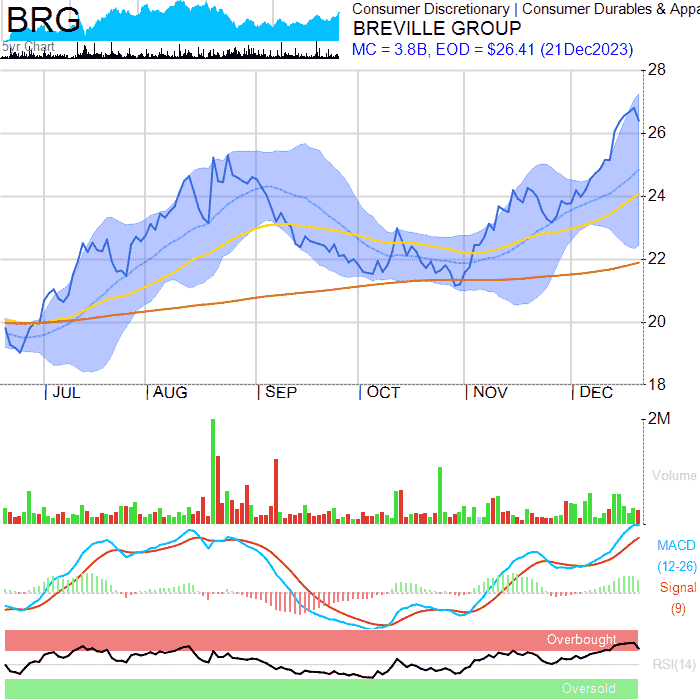 BRG
5yr Chart
Consumer Discretionary | Consumer Durables & Appa
BREVILLE GROUP
MC = 3.8B, EOD = $26.41 (21Dec2023)
28
26
24
22
20
18
JUL AUG SEP OCT NOV DEC
2M
Volume
MACD
(12-26)
Signal
(9)
Overbought
RSI(14)
Oversold